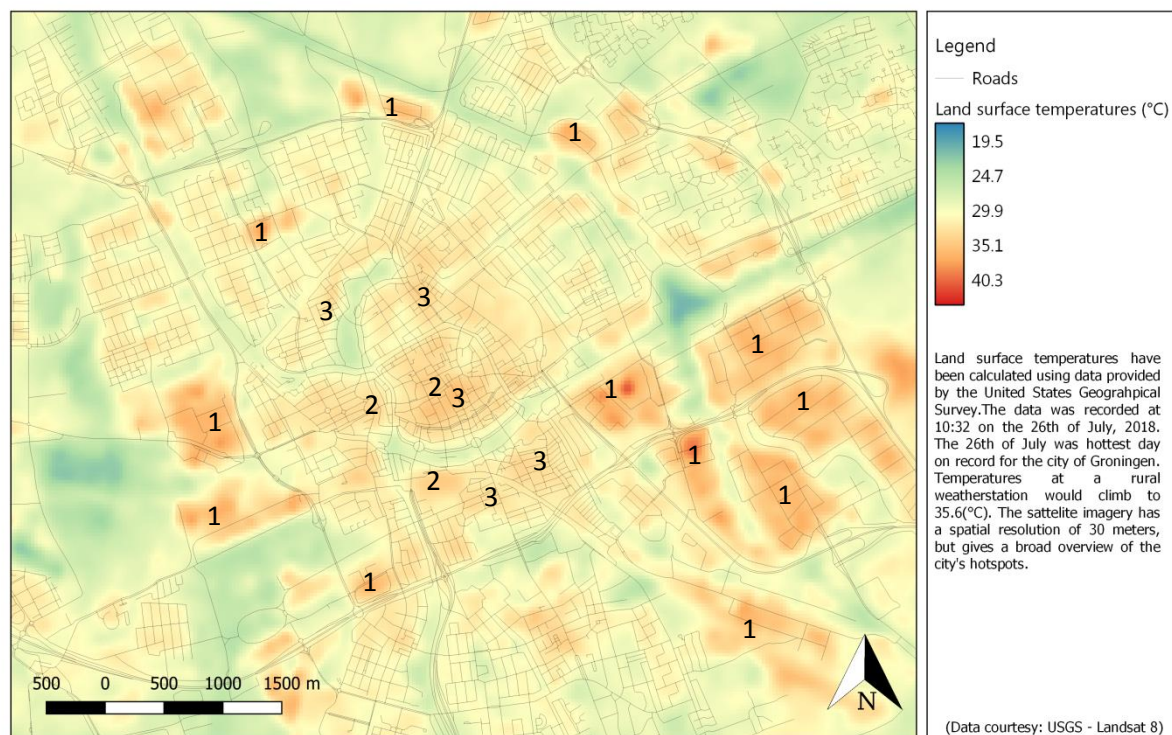 1
1
1
3
3
2
3
2
1
1
1
1
1
3
2
3
1
1
1
1
500 0 500 1000 1500 m
N
Legend
Roads
Land surface temperatures (°C)
19.5
24.7
29.9
35.1
40.3
Land surface temperatures have
been calculated using data provided
by the United States Geograhpical
Survey.The data was recorded at
10:32 on the 26th of July, 2018.
The 26th of July was hottest day
on record for the city of Groningen.
Temperatures at a rural
weatherstation would climb to
35.6(°C). The sattelite imagery has
a spatial resolution of 30 meters,
but gives a broad overview of the
city's hotspots.
(Data courtesy: USGS - Landsat 8)